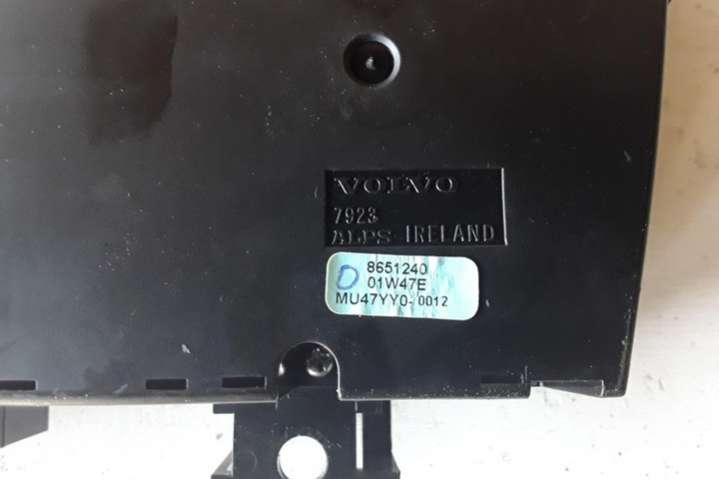 VOLVO
7923
ALPS IRELAND
D 8651240
01W47E
MU47YY0-0012